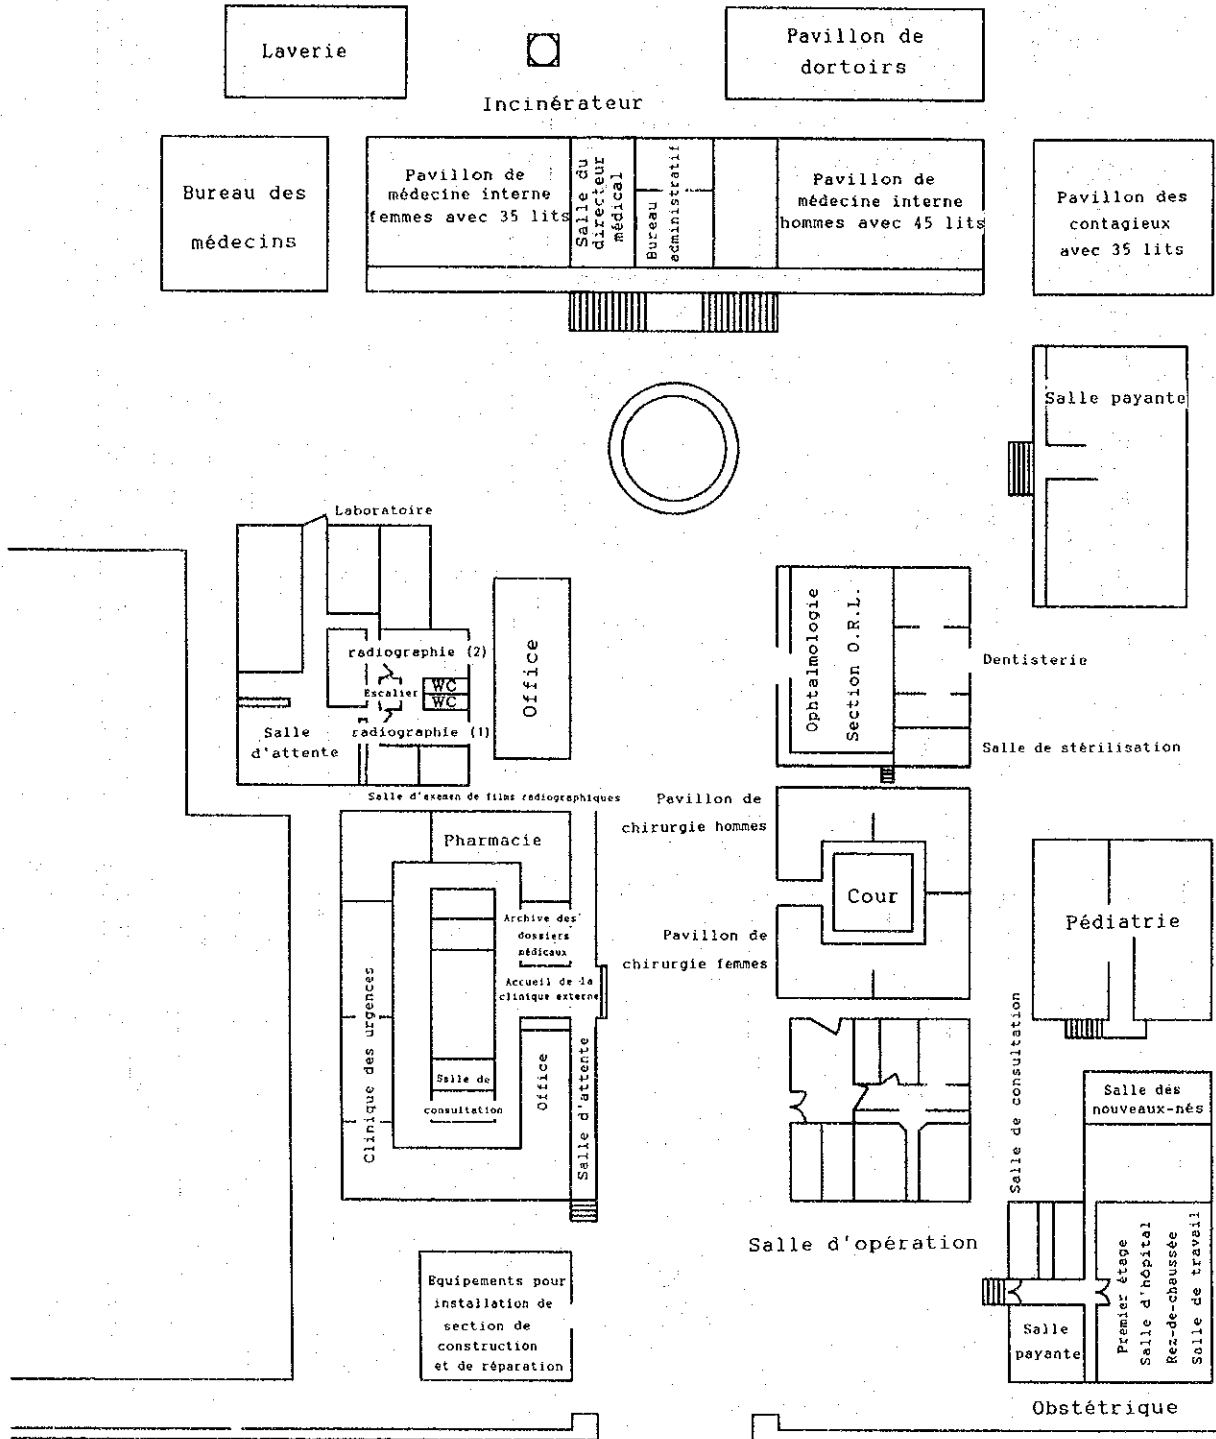 Laverie
Incinérateur
Pavillon de
dortoirs
Bureau des
médecins
Pavillon de
médecine interne
femmes avec 35 lits
Salle du
directeur
médical
Bureau
administratif
Pavillon de
médecine interne
hommes avec 45 lits
Pavillon des
contagieux
avec 35 lits
Salle payante
Laboratoire
radiographie (2)
Escalier
WC
WC
radiographie (1)
Salle
d'attente
Office
Salle d'axamen de films radiographiques
Ophtalmologie
Section O.R.L.
Dentisterie
Salle de stérilisation
Pavillon de
chirurgie hommes
Cour
Pavillon de
chirurgie femmes
Pharmacie
Archive des
dossiers
médicaux
Accueil de la
clinique externe
Clinique des urgences
Salle de
consultation
Office
Salle d'attente
Pédiatrie
Salle de consultation
Salle des
nouveaux-nés
Salle d'opération
Premier étage
Salle d'hôpital
Rez-de-chaussée
Salle de travail
Salle
payante
Obstétrique
Equipements pour
installation de
section de
construction
et de réparation